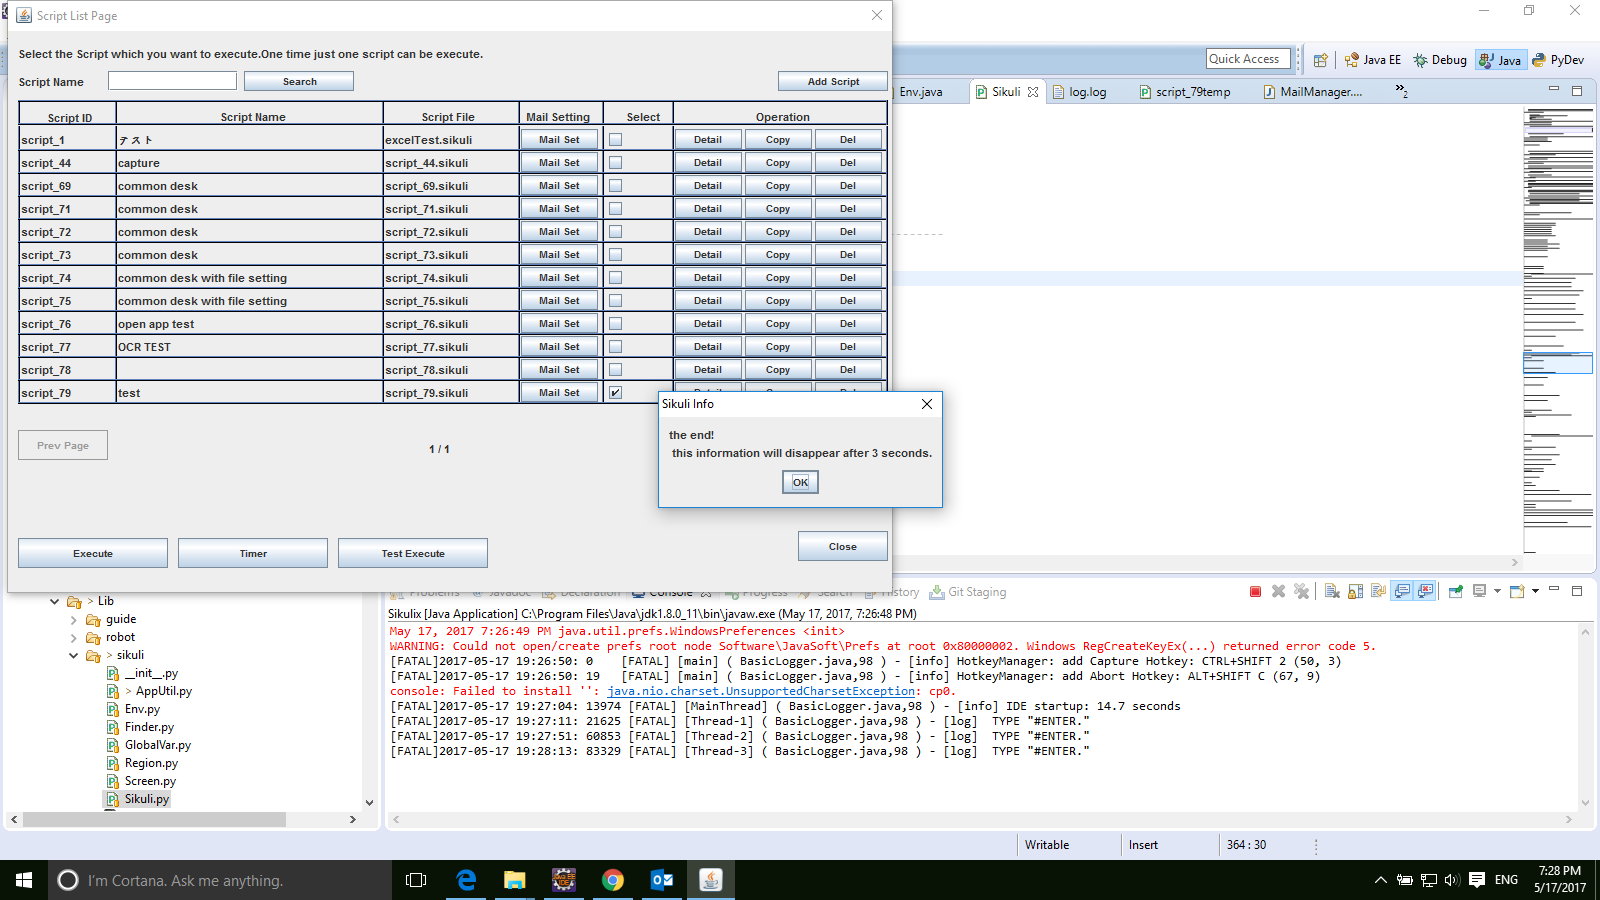 Script List Page
Select the Script which you want to execute.One time just one script can be execute.
Script Name
Search
Add Script
Script ID Script Name Script File Mail Setting Select Operation
script_1 テスト excelTest.sikuli Mail Set Detail Copy Del
script_44 capture script_44.sikuli Mail Set Detail Copy Del
script_69 common desk script_69.sikuli Mail Set Detail Copy Del
script_71 common desk script_71.sikuli Mail Set Detail Copy Del
script_72 common desk script_72.sikuli Mail Set Detail Copy Del
script_73 common desk script_73.sikuli Mail Set Detail Copy Del
script_74 common desk with file setting script_74.sikuli Mail Set Detail Copy Del
script_75 common desk with file setting script_75.sikuli Mail Set Detail Copy Del
script_76 open app test script_76.sikuli Mail Set Detail Copy Del
script_77 OCR TEST script_77.sikuli Mail Set Detail Copy Del
script_78 script_78.sikuli Mail Set Detail Copy Del
script_79 test script_79.sikuli Mail Set
Prev Page
1 / 1
Execute
Timer
Test Execute
Close
Sikuli Info
the end!
this information will disappear after 3 seconds.
OK
Quick Access
Java EE
Debug
Java
PyDev
Env.java
Sikuli
log.log
script_79temp
MailManager....
»2
> Lib
guide
robot
> sikuli
__init__.py
> AppUtil.py
Env.py
Finder.py
GlobalVar.py
Region.py
Screen.py
Sikuli.py
Problems
Javadoc
Declaration
Console
Progress
Search
History
Git Staging
Sikulix [Java Application] C:\Program Files\Java\jdk1.8.0_11\bin\javaw.exe (May 17, 2017, 7:26:48 PM)
May 17, 2017 7:26:49 PM java.util.prefs.WindowsPreferences <init>
WARNING: Could not open/create prefs root node Software\JavaSoft\Prefs at root 0x80000002. Windows RegCreateKeyEx(...) returned error code 5.
[FATAL]2017-05-17 19:26:50: 0 [FATAL] [main] ( BasicLogger.java,98 ) - [info] HotkeyManager: add Capture Hotkey: CTRL+SHIFT 2 (50, 3)
[FATAL]2017-05-17 19:26:50: 19 [FATAL] [main] ( BasicLogger.java,98 ) - [info] HotkeyManager: add Abort Hotkey: ALT+SHIFT C (67, 9)
console: Failed to install '': java.nio.charset.UnsupportedCharsetException: cp0.
[FATAL]2017-05-17 19:27:04: 13974 [FATAL] [MainThread] ( BasicLogger.java,98 ) - [info] IDE startup: 14.7 seconds
[FATAL]2017-05-17 19:27:11: 21625 [FATAL] [Thread-1] ( BasicLogger.java,98 ) - [log] TYPE "#ENTER."
[FATAL]2017-05-17 19:27:51: 60853 [FATAL] [Thread-2] ( BasicLogger.java,98 ) - [log] TYPE "#ENTER."
[FATAL]2017-05-17 19:28:13: 83329 [FATAL] [Thread-3] ( BasicLogger.java,98 ) - [log] TYPE "#ENTER."
Writable
Insert
364 : 30
I'm Cortana. Ask me anything.
ENG
7:28 PM
5/17/2017